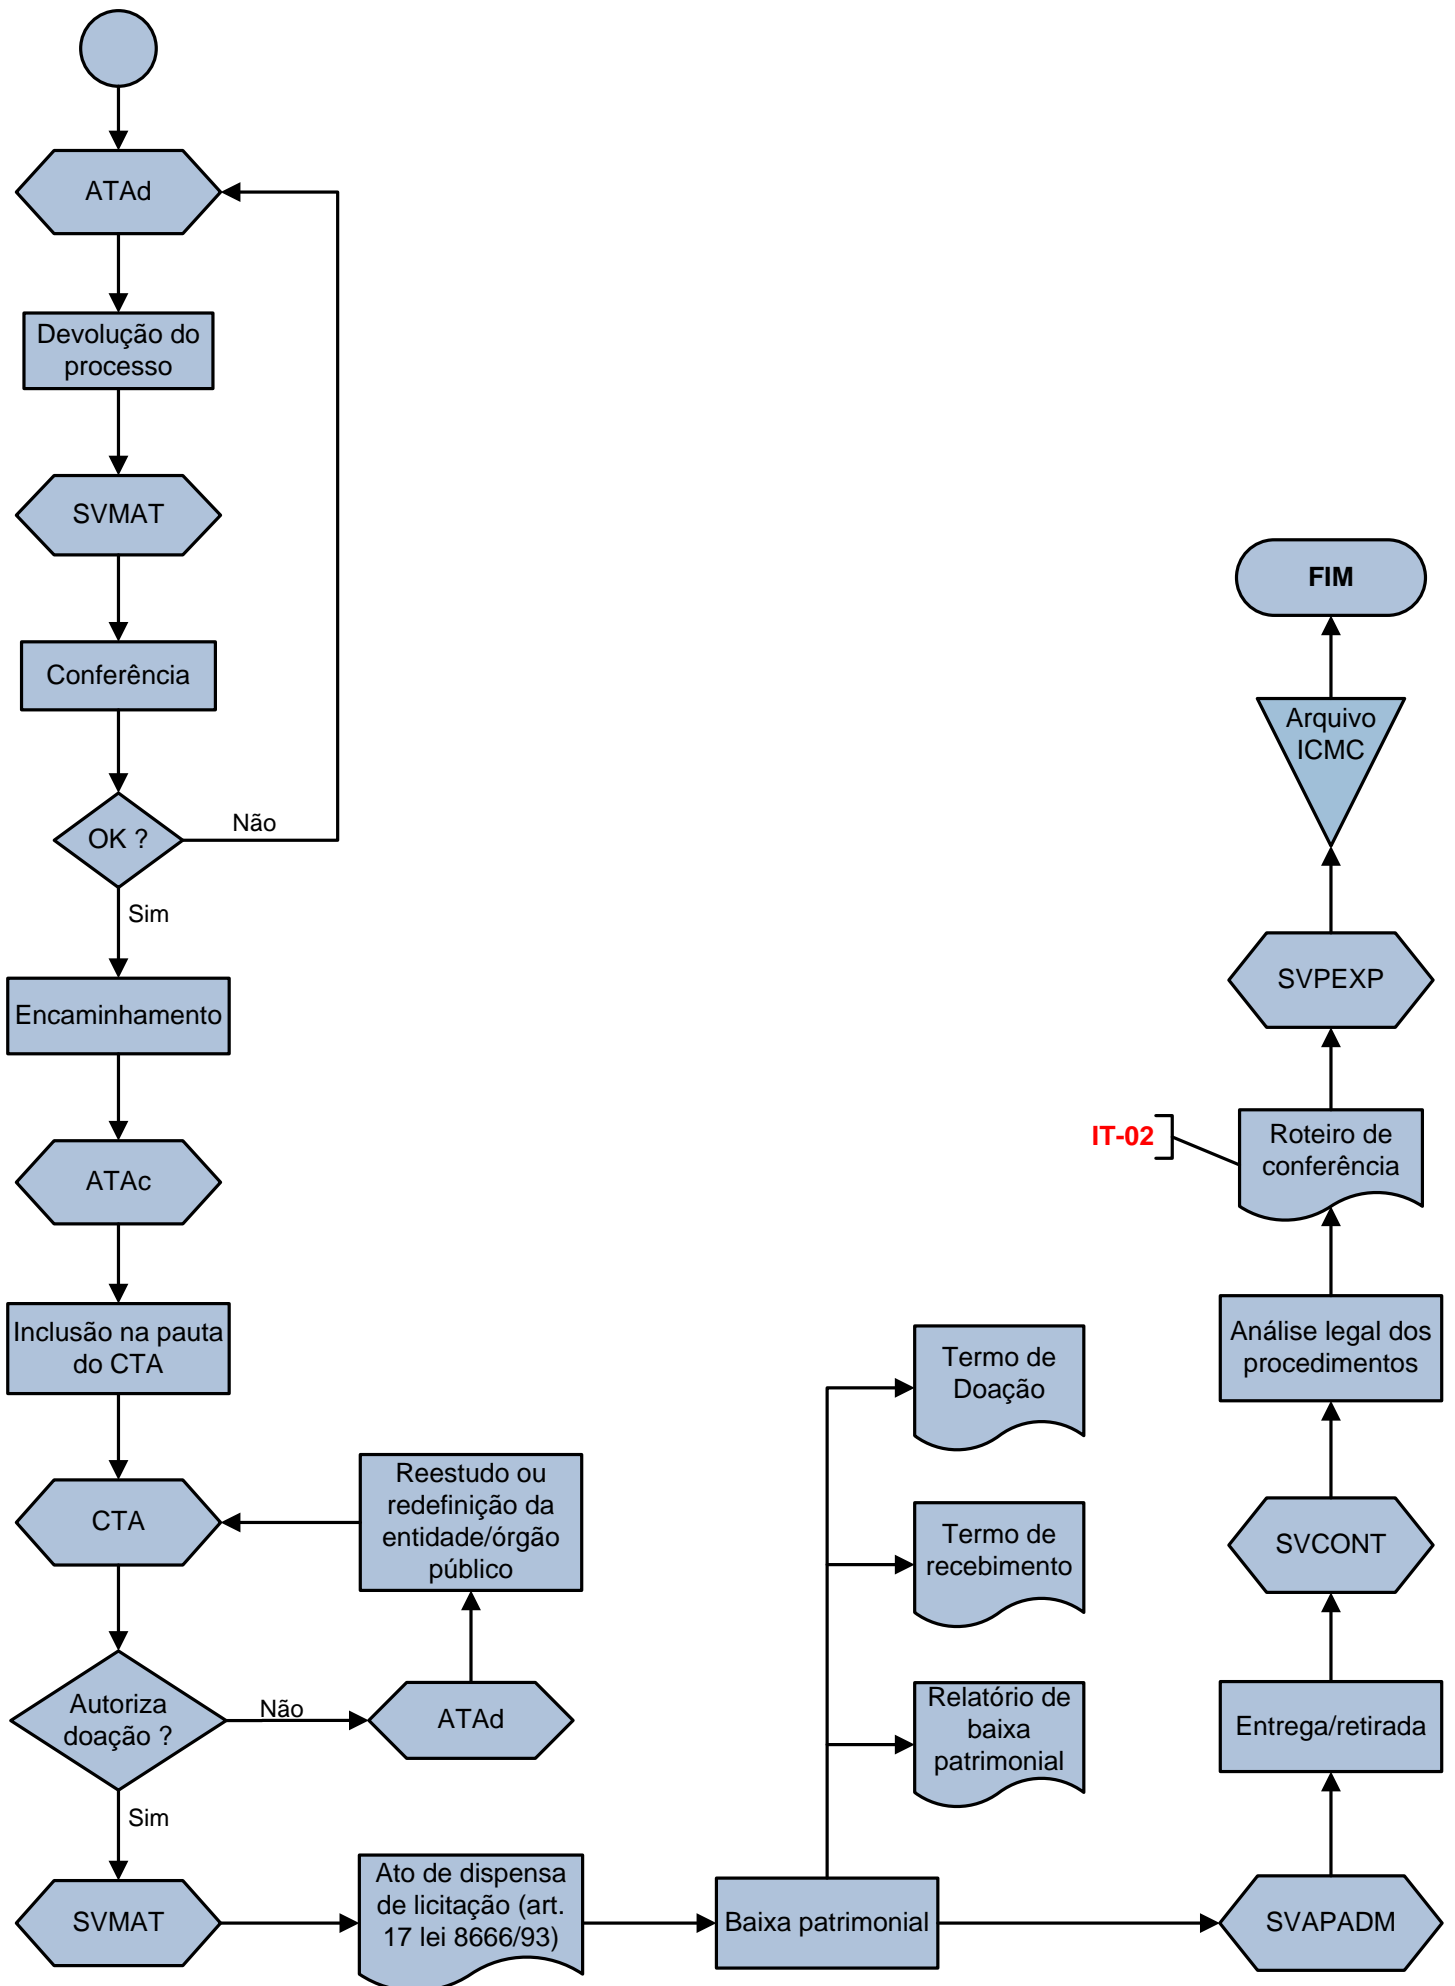 ATAd
Devolução do
processo
SVMAT
Conferência
OK ?
Não
Sim
Encaminhamento
ATAc
Inclusão na pauta
do CTA
CTA
Reestudo ou
redefinição da
entidade/órgão
público
Autoriza
doação ?
Não
ATAd
Sim
SVMAT
Ato de dispensa
de licitação (art.
17 lei 8666/93)
Baixa patrimonial
Termo de
Doação
Termo de
recebimento
Relatório de
baixa
patrimonial
SVAPADM
Entrega/retirada
SVCONT
Análise legal dos
procedimentos
Roteiro de
conferência
IT-02
SVPEXP
Arquivo
ICMC
FIM